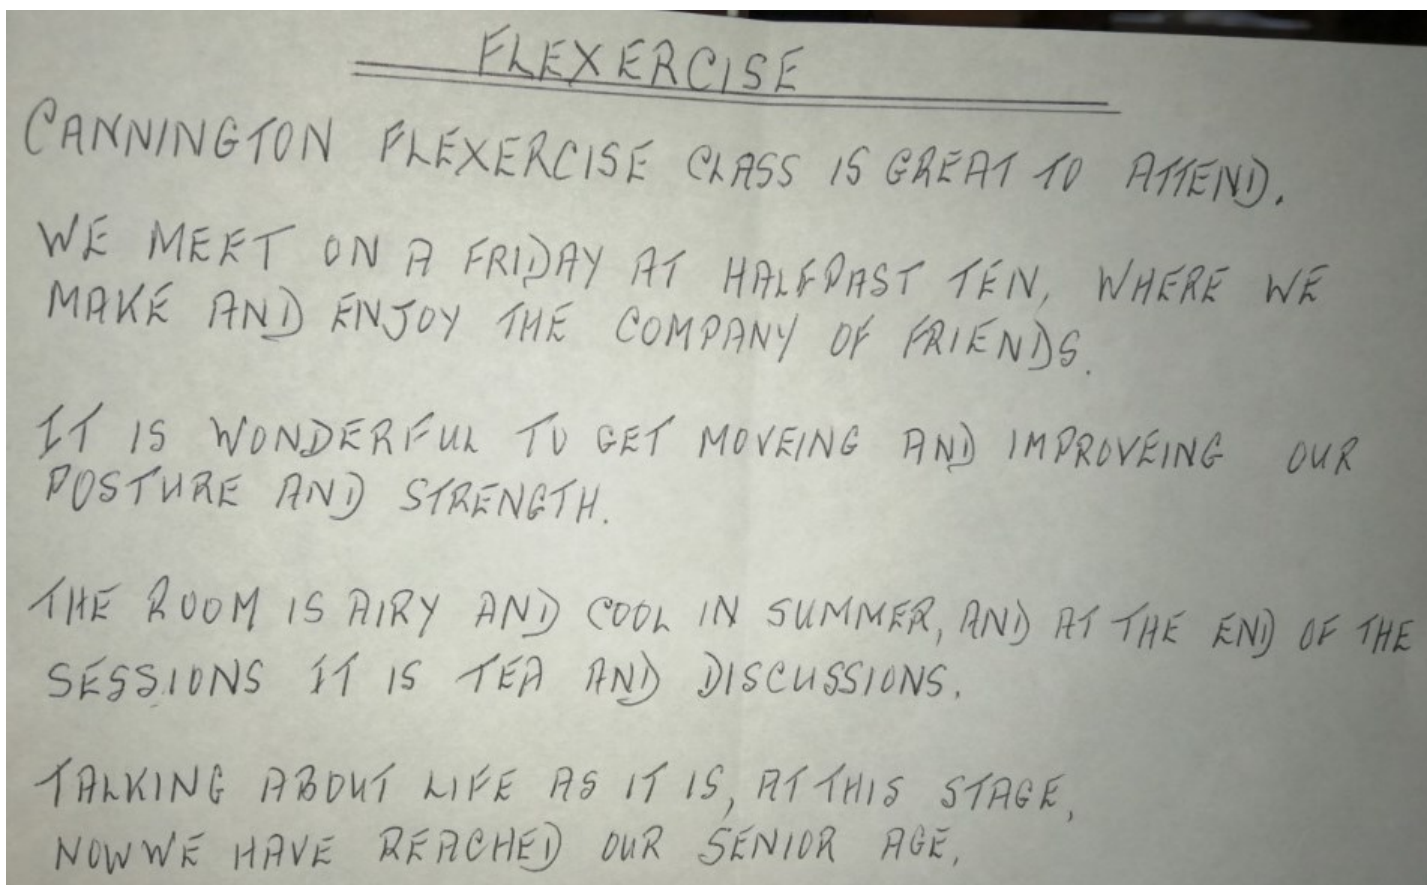 FLEXERCISE
CANNINGTON FLEXERCISE CLASS IS GREAT TO ATTEND.
WE MEET ON A FRIDAY AT HALFPAST TEN, WHERE WE
MAKE AND ENJOY THE COMPANY OF FRIENDS.
IT IS WONDERFUL TO GET MOVEING AND IMPROVEING OUR
POSTURE AND STRENGTH.
THE ROOM IS AIRY AND COOL IN SUMMER, AND AT THE END OF THE
SESSIONS IT IS TEA AND DISCUSSIONS.
TALKING ABOUT LIFE AS IT IS, AT THIS STAGE,
NOW WE HAVE REACHED OUR SENIOR AGE.